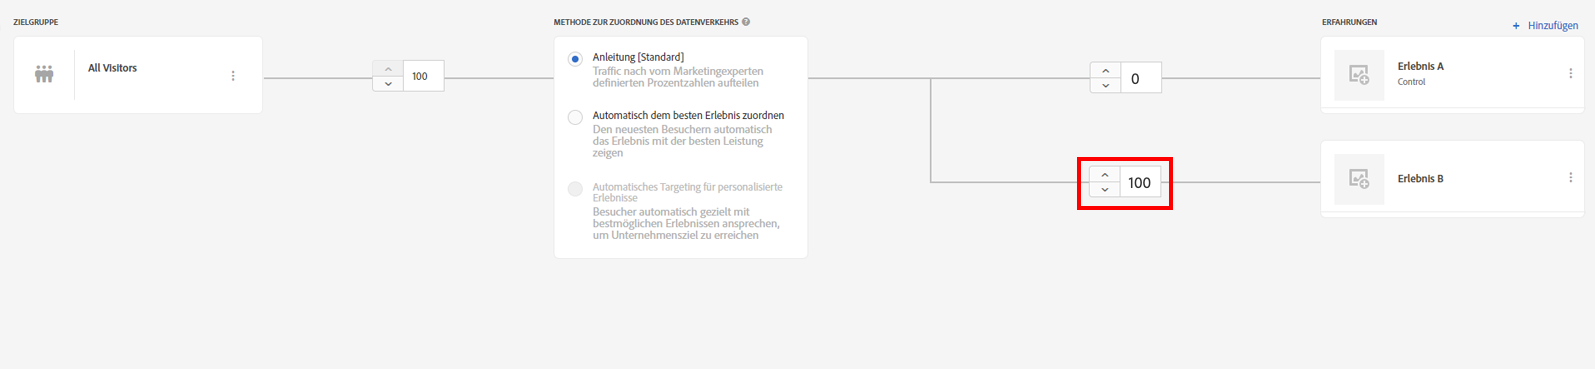 ZIELGRUPPE
All Visitors
100
METHODE ZUR ZUORDNUNG DES DATENVERKEHRS ?
Anleitung [Standard]
Traffic nach vom Marketingexperten
definierten Prozentzahlen aufteilen
Automatisch dem besten Erlebnis zuordnen
Den neuesten Besuchern automatisch
das Erlebnis mit der besten Leistung
zeigen
Automatisches Targeting für personalisierte
Erlebnisse
Besucher automatisch gezielt mit
bestmöglichen Erlebnissen ansprechen,
um Unternehmensziel zu erreichen
0
100
ERFAHRUNGEN
+ Hinzufügen
Erlebnis A
Control
Erlebnis B